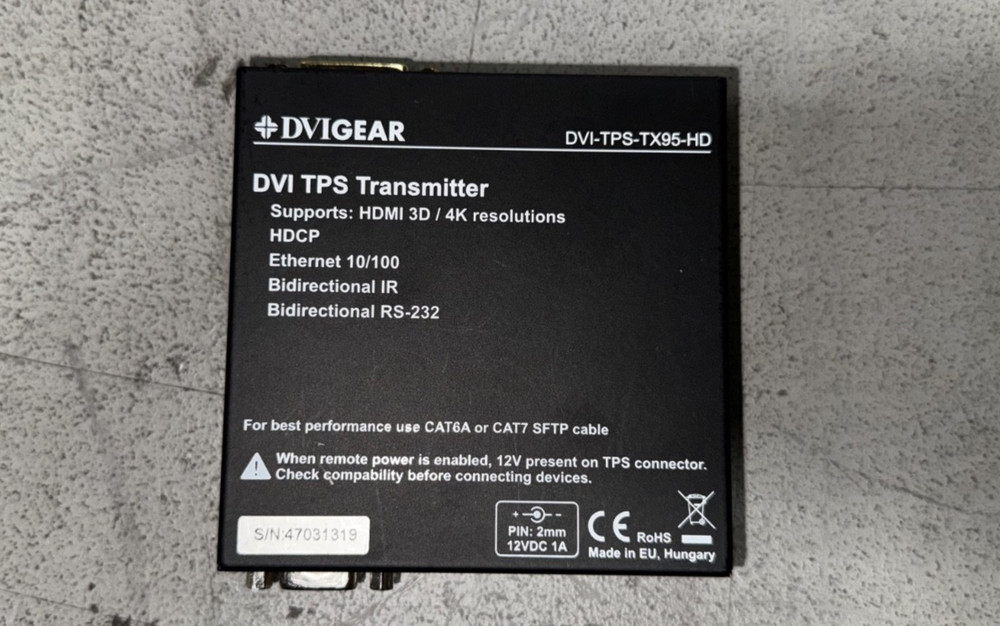 DVIGEAR
DVI-TPS-TX95-HD
DVI TPS Transmitter
Supports: HDMI 3D / 4K resolutions
HDCP
Ethernet 10/100
Bidirectional IR
Bidirectional RS-232
For best performance use CAT6A or CAT7 SFTP cable
When remote power is enabled, 12V present on TPS connector.
Check compability before connecting devices.
S/N:47031319
+ -
PIN: 2mm
12VDC 1A
CE RoHS
Made in EU, Hungary